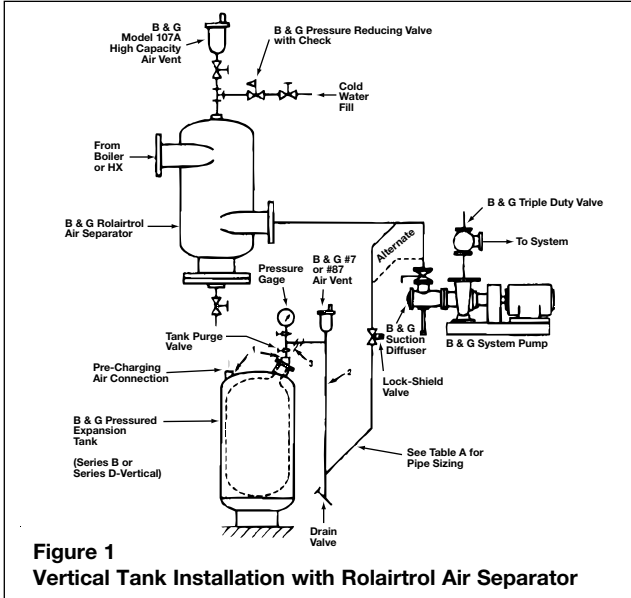 B & G
Model 107A
High Capacity
Air Vent
B & G Pressure Reducing Valve
with Check
Cold
Water
Fill
From
Boiler
or HX
B & G Rolairtrol
Air Separator
B & G Triple Duty Valve
To System
Alternate
B & G #7
or #87
Air Vent
Pressure
Gage
B & G
Suction
Diffuser
B & G System Pump
Tank Purge
Valve
1
3
2
Lock-Shield
Valve
Pre-Charging
Air Connection
B & G Pressured
Expansion
Tank
(Series B or
Series D-Vertical)
See Table A for
Pipe Sizing
Drain
Valve
Figure 1
Vertical Tank Installation with Rolairtrol Air Separator